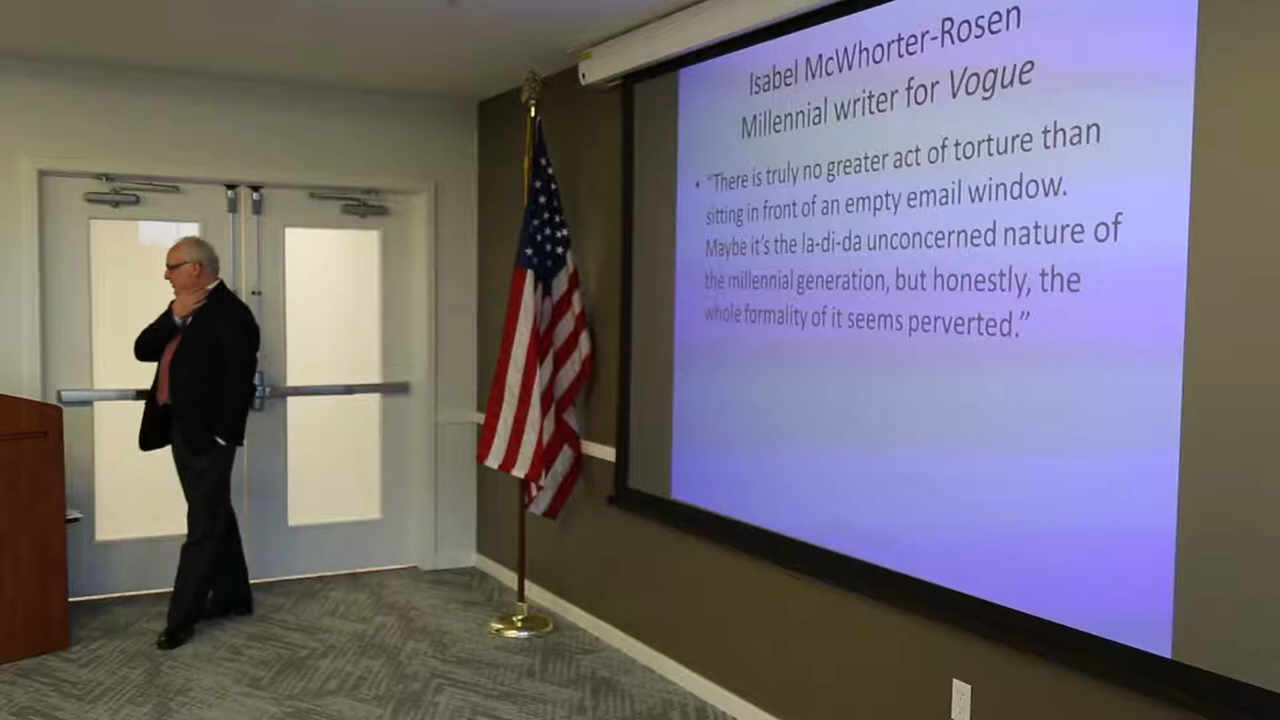 Isabel McWhorter-Rosen
Millennial writer for Vogue
• “There is truly no greater act of torture than
sitting in front of an empty email window.
Maybe it’s the la-di-da unconcerned nature of
the millennial generation, but honestly, the
whole formality of it seems perverted.”